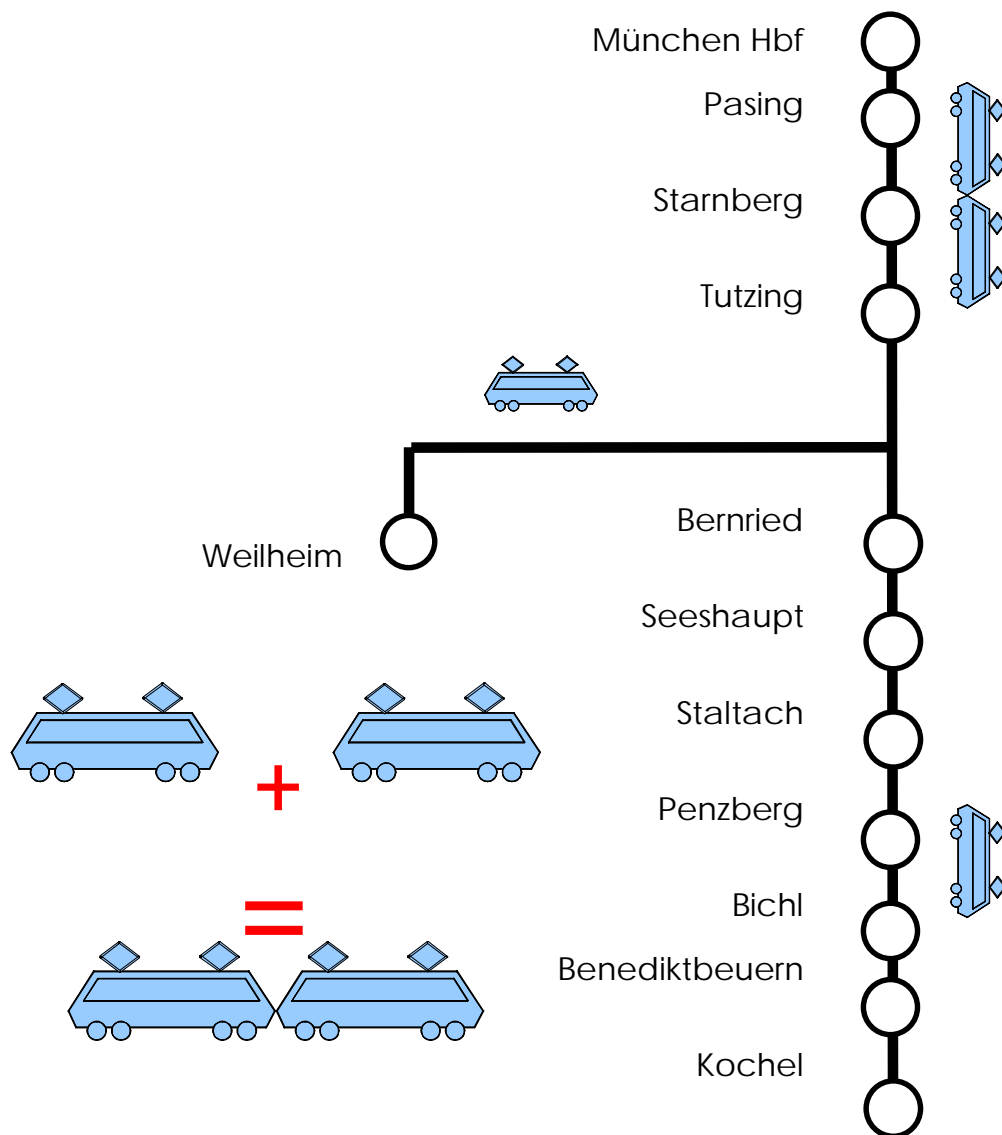 München Hbf
Pasing
Starnberg
Tutzing
Bernried
Weilheim
Seeshaupt
Staltach
+
Penzberg
Bichl
=
Benediktbeuern
Kochel